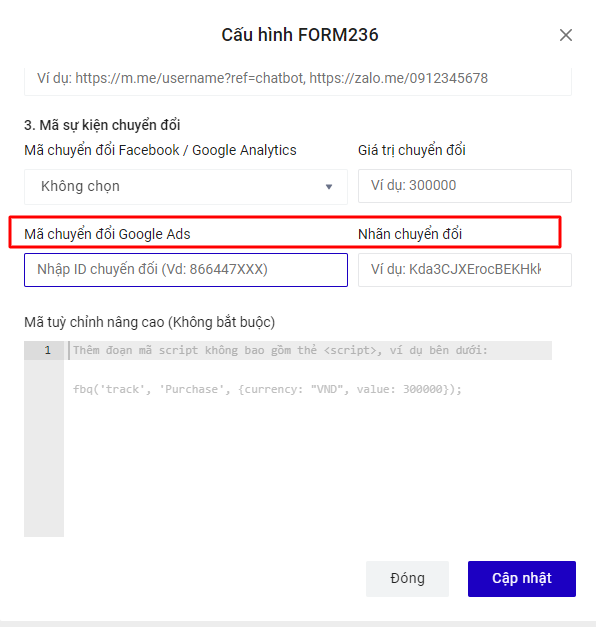 Cấu hình FORM236
Ví dụ: https://m.me/username?ref=chatbot, https://zalo.me/0912345678
3. Mã sự kiện chuyển đổi
Mã chuyển đổi Facebook / Google Analytics
Giá trị chuyển đổi
Không chọn
Ví dụ: 300000
Mã chuyển đổi Google Ads
Nhãn chuyển đổi
Nhập ID chuyển đổi (Vd: 866447XXX)
Ví dụ: Kda3CJXErocBEKHkk
Mã tuỳ chỉnh nâng cao (Không bắt buộc)
1
Thêm đoạn mã script không bao gồm thẻ <script>, ví dụ bên dưới:
fbq('track', 'Purchase', {currency: "VND", value: 300000});
Đóng
Cập nhật